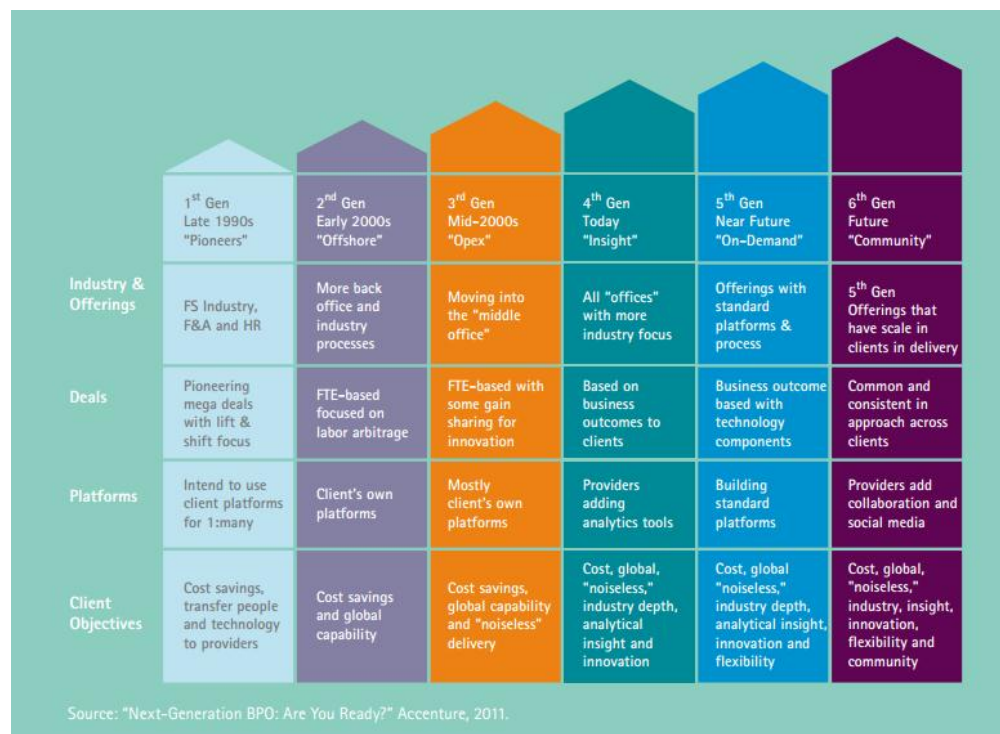 1st Gen
Late 1990s
"Pioneers"
2nd Gen
Early 2000s
"Offshore"
3rd Gen
Mid-2000s
"Opex"
4th Gen
Today
"Insight"
5th Gen
Near Future
"On-Demand"
6th Gen
Future
"Community"
Industry &
Offerings
FS Industry,
F&A and HR
More back
office and
industry
processes
Moving into
the "middle
office"
All "offices"
with more
industry focus
Offerings with
standard
platforms &
process
5th Gen
Offerings that
have scale in
clients in delivery
Deals
Pioneering
mega deals
with lift &
shift focus
FTE-based
focused on
labor arbitrage
FTE-based with
some gain
sharing for
innovation
Based on
business
outcomes to
clients
Business outcome
based with
technology
components
Common and
consistent in
approach across
clients
Platforms
Intend to use
client platforms
for 1:many
Client's own
platforms
Mostly
client's own
platforms
Providers
adding
analytics tools
Building
standard
platforms
Providers add
collaboration and
social media
Client
Objectives
Cost savings,
transfer people
and technology
to providers
Cost savings
and global
capability
Cost savings,
global capability
and "noiseless"
delivery
Cost, global,
"noiseless,"
industry depth,
analytical
insight and
innovation
Cost, global
"noiseless,"
industry depth,
analytical insight,
innovation and
flexibility
Cost, global,
"noiseless,"
industry, insight,
innovation,
flexibility and
community
Source: "Next-Generation BPO: Are You Ready?" Accenture, 2011.